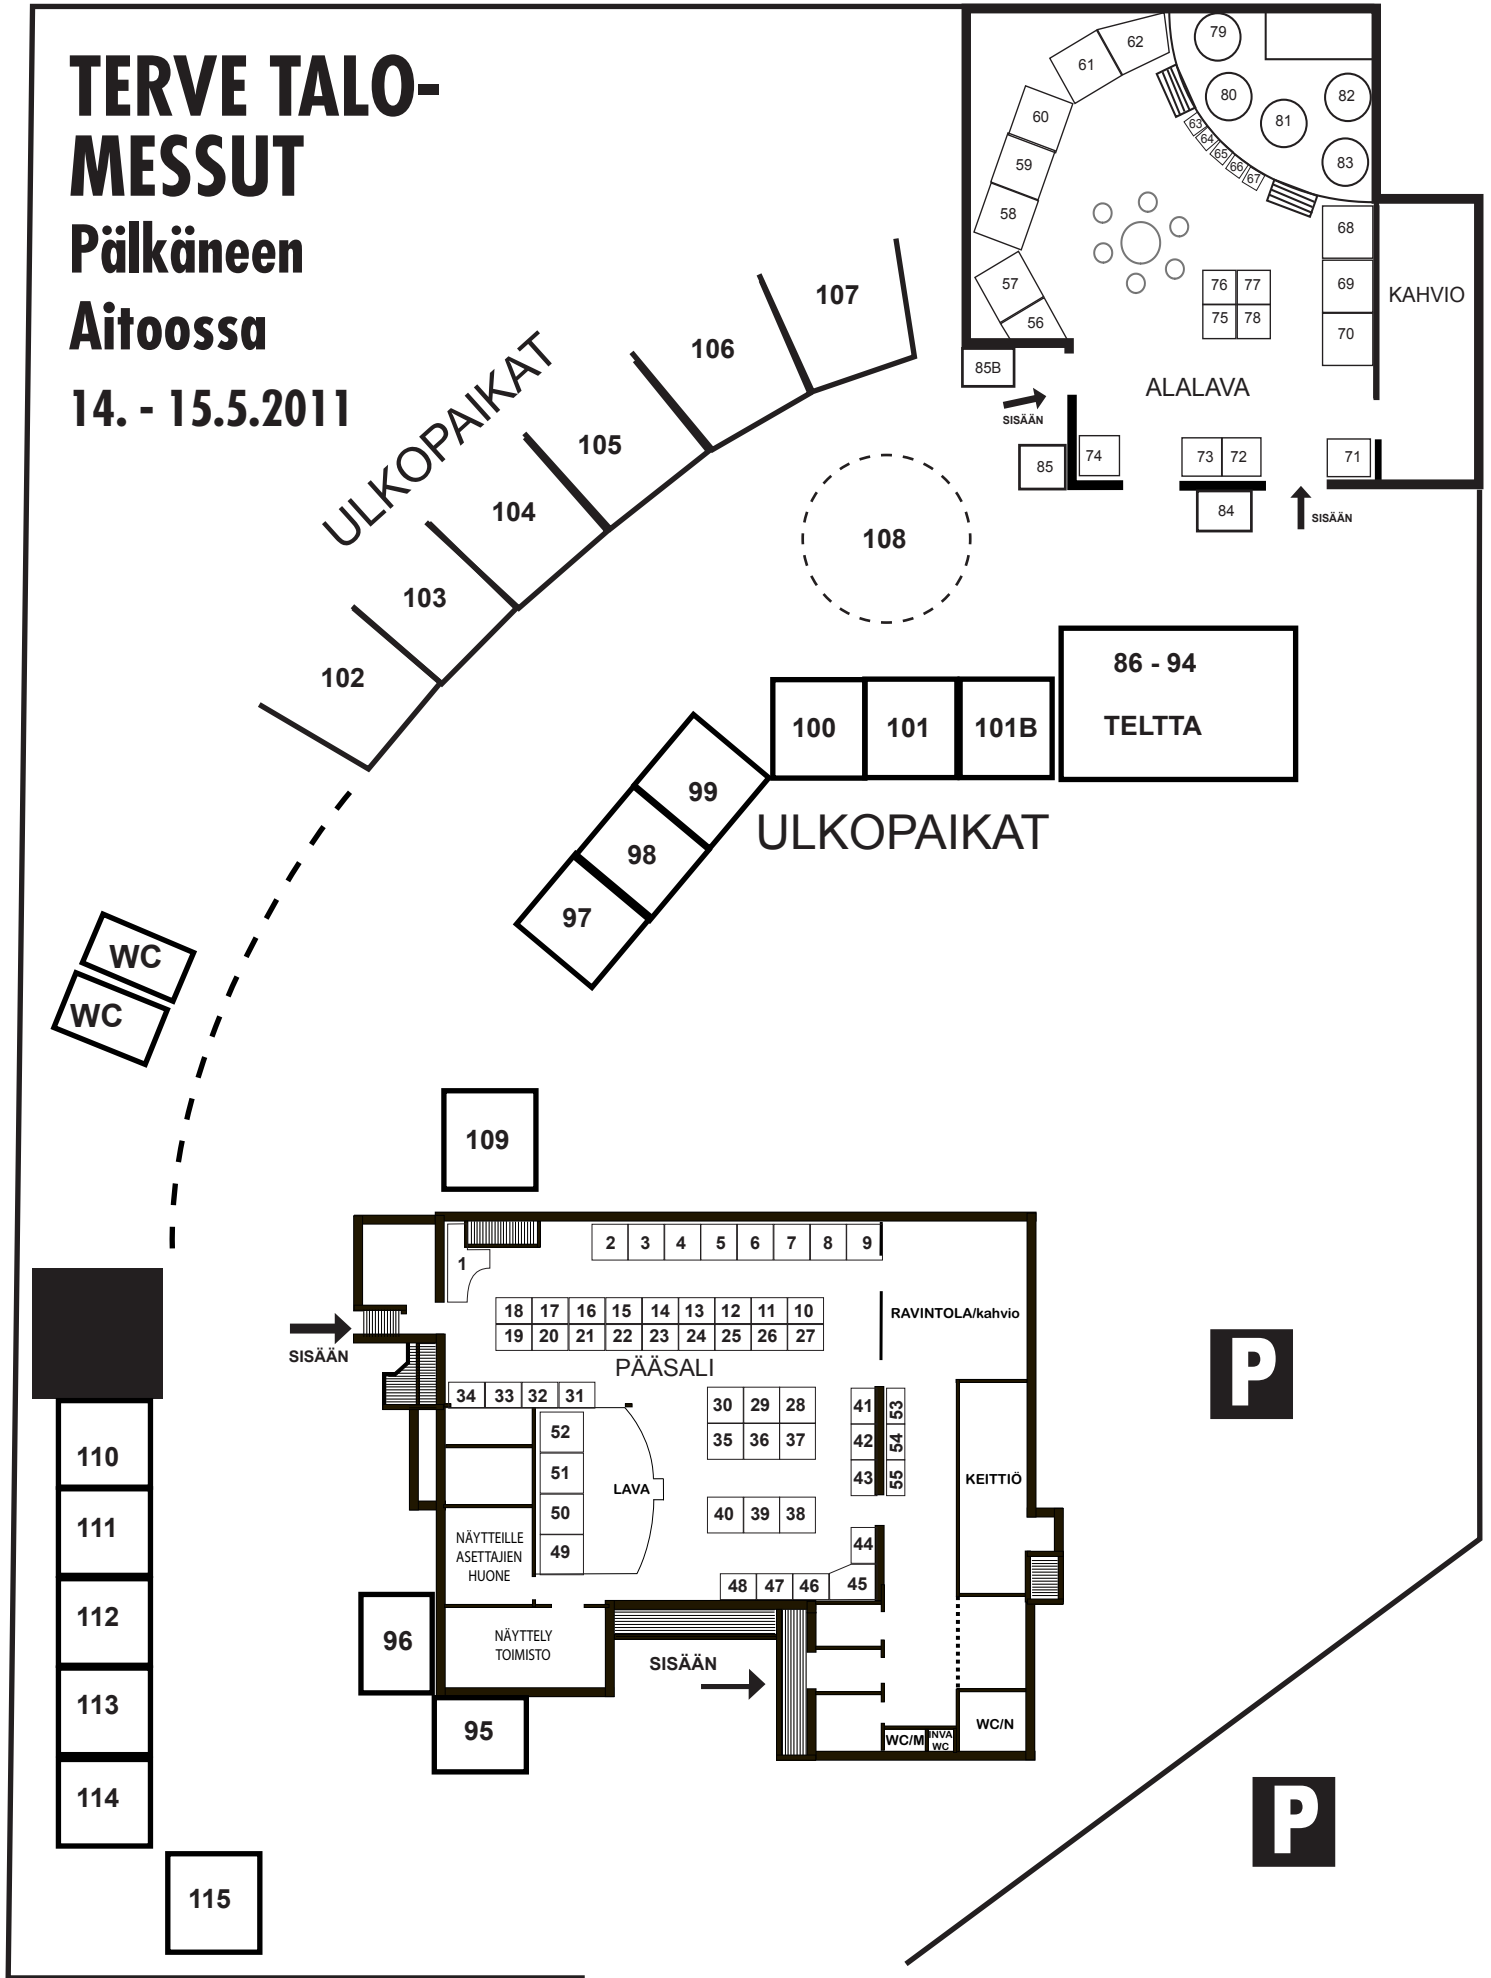 TERVE TALO-
MESSUT
Pälkäneen
Aitoossa
14. - 15.5.2011
ULKOPAIKAT
102
103
104
105
106
107
108
62
61
60
59
58
57
56
79
80
81
82
83
63
64
65
66
67
68
69
70
76 77
75 78
KAHVIO
ALALAVA
85B
SISÄÄN
85
74
73 72
71
84
SISÄÄN
86 - 94
TELTTA
100 101 101B
99
98
97
ULKOPAIKAT
WC
WC
109
1
2 3 4 5 6 7 8 9
18 17 16 15 14 13 12 11 10
19 20 21 22 23 24 25 26 27
PÄÄSALI
RAVINTOLA/kahvio
SISÄÄN
34 33 32 31
30 29 28
35 36 37
41
42
43
53
54
55
52
51
50
49
LAVA
KEITTIÖ
40 39 38
44
48 47 46 45
NÄYTTEILLE
ASETTAJIEN
HUONE
NÄYTTELY
TOIMISTO
96
95
SISÄÄN
WC/M
INVA
WC
WC/N
P
P
110
111
112
113
114
115